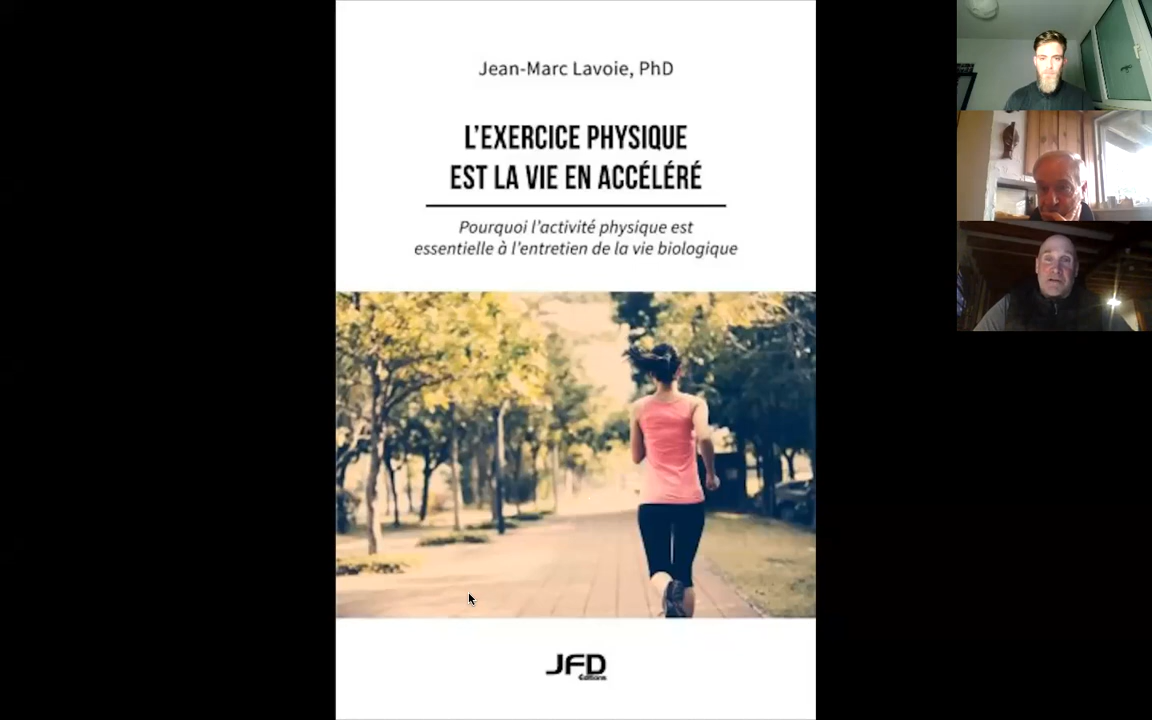 Jean-Marc Lavoie, PhD
L'EXERCICE PHYSIQUE
EST LA VIE EN ACCÉLÉRÉ
Pourquoi l'activité physique est
essentielle à l'entretien de la vie biologique
JFD
Éditions